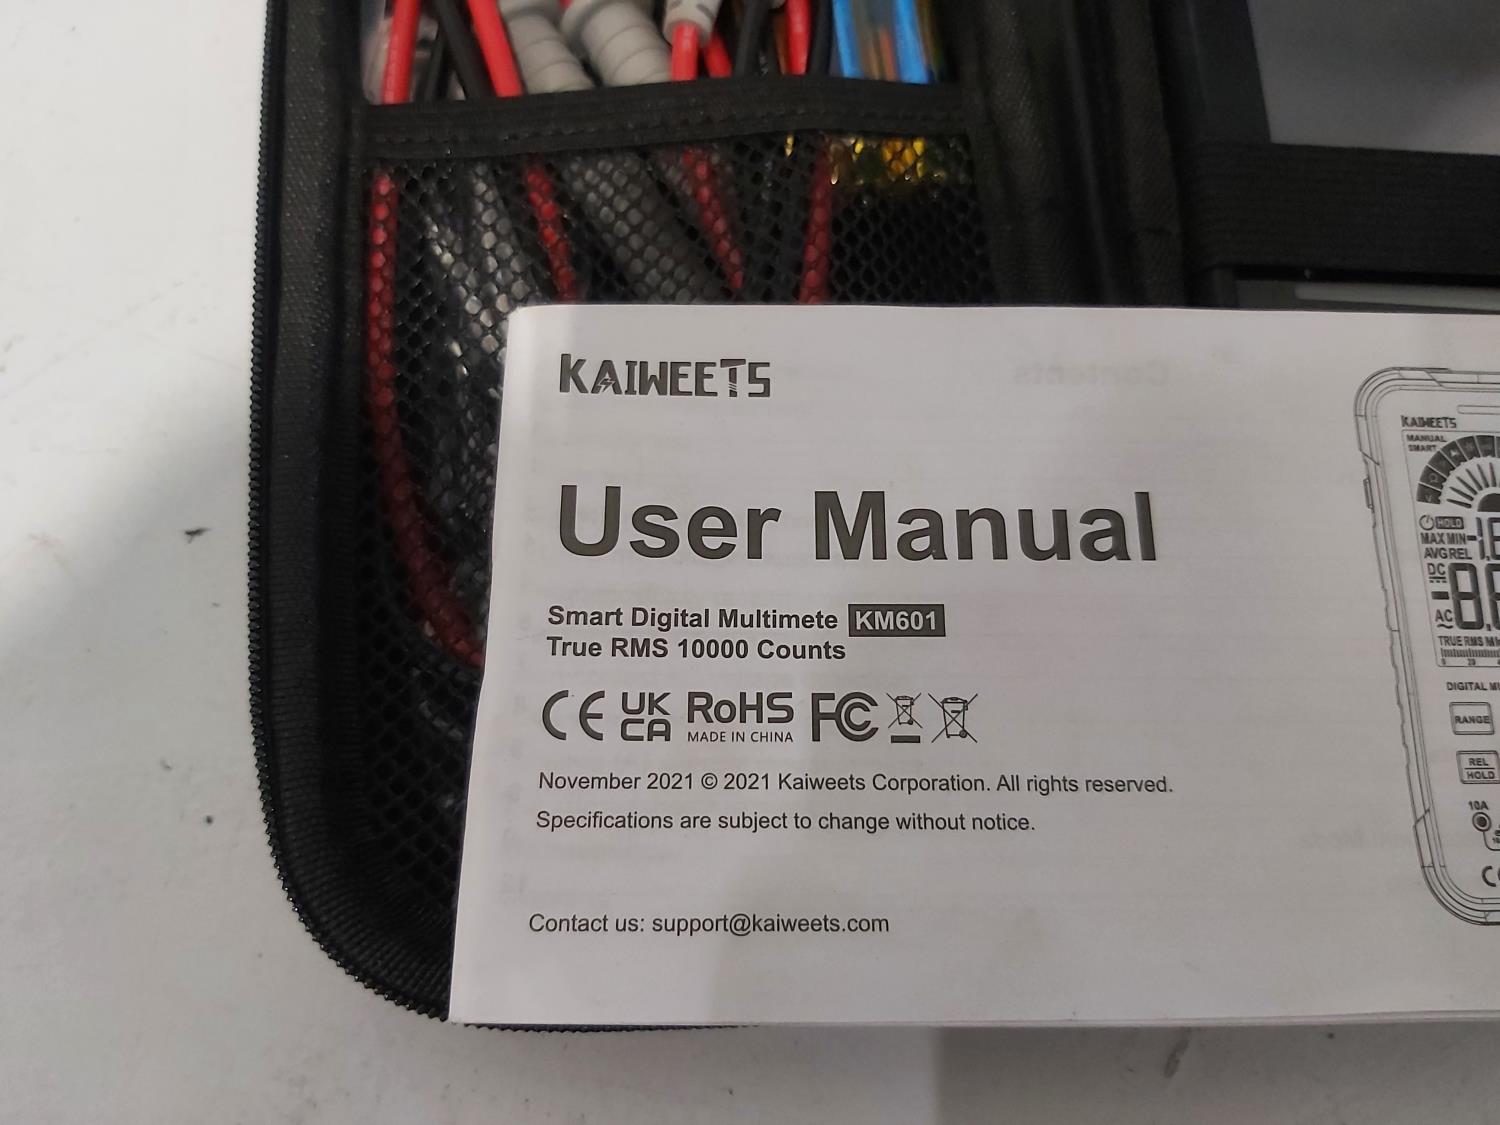 KAIWEETS
User Manual
Smart Digital Multimete KM601
True RMS 10000 Counts
CE UK CA RoHS FC
MADE IN CHINA
November 2021 © 2021 Kaiweets Corporation. All rights reserved.
Specifications are subject to change without notice.
Contact us: support@kaiweets.com
KAIWEETS
MANUAL
SMART
HOLD
MAX MIN
AVG REL
DC
AC
TRUE RMS
DIGITAL
RANGE
REL
HOLD
10A